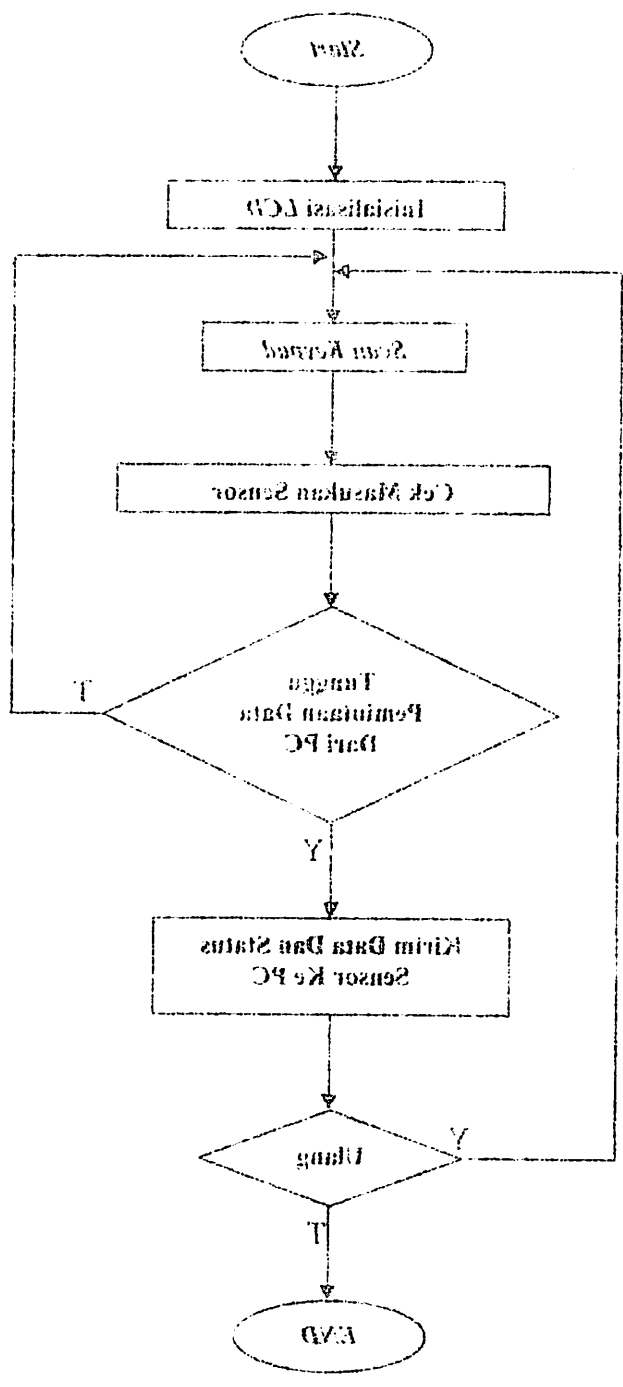 Start
Inisialisasi LCD
Scan Keypad
Cek Masukan Sensor
Tunggu
Pemintaan Data
Dari PC
T
Y
Kirim Data Dan Status
Sensor Ke PC
Ulang
Y
T
END